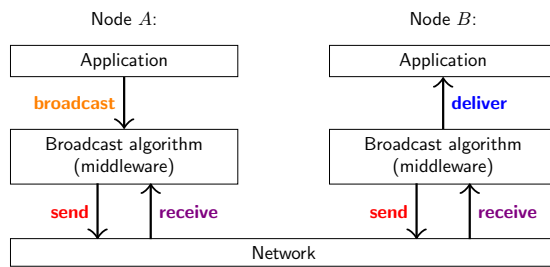 Node A:
Node B:
Application
Application
broadcast
deliver
Broadcast algorithm
(middleware)
Broadcast algorithm
(middleware)
send
receive
send
receive
Network